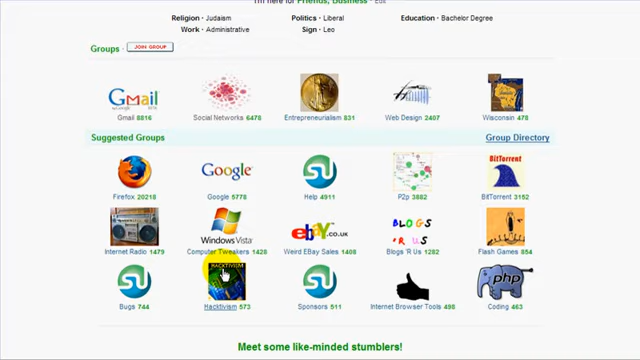 I'm here for Friends, Business · Edit
Religion · Judaism Politics · Liberal Education · Bachelor Degree
Work · Administrative Sign · Leo
Groups · JOIN GROUP
Gmail
Gmail 8816 Social Networks 6478 Entrepreneurialism 831 Web Design 2407 Wisconsin 478
Suggested Groups Group Directory
Google BitTorrent
Firefox 20218 Google 5778 Help 4911 P2p 3882 BitTorrent 3152
Windows Vista ebay.co.uk BLOGS 'R US
Internet Radio 1479 Computer Tweakers 1428 Weird EBay Sales 1408 Blogs 'R Us 1282 Flash Games 854
HACKTIVISM php
Bugs 744 Hacktivism 573 Sponsors 511 Internet Browser Tools 498 Coding 463
Meet some like-minded stumblers!